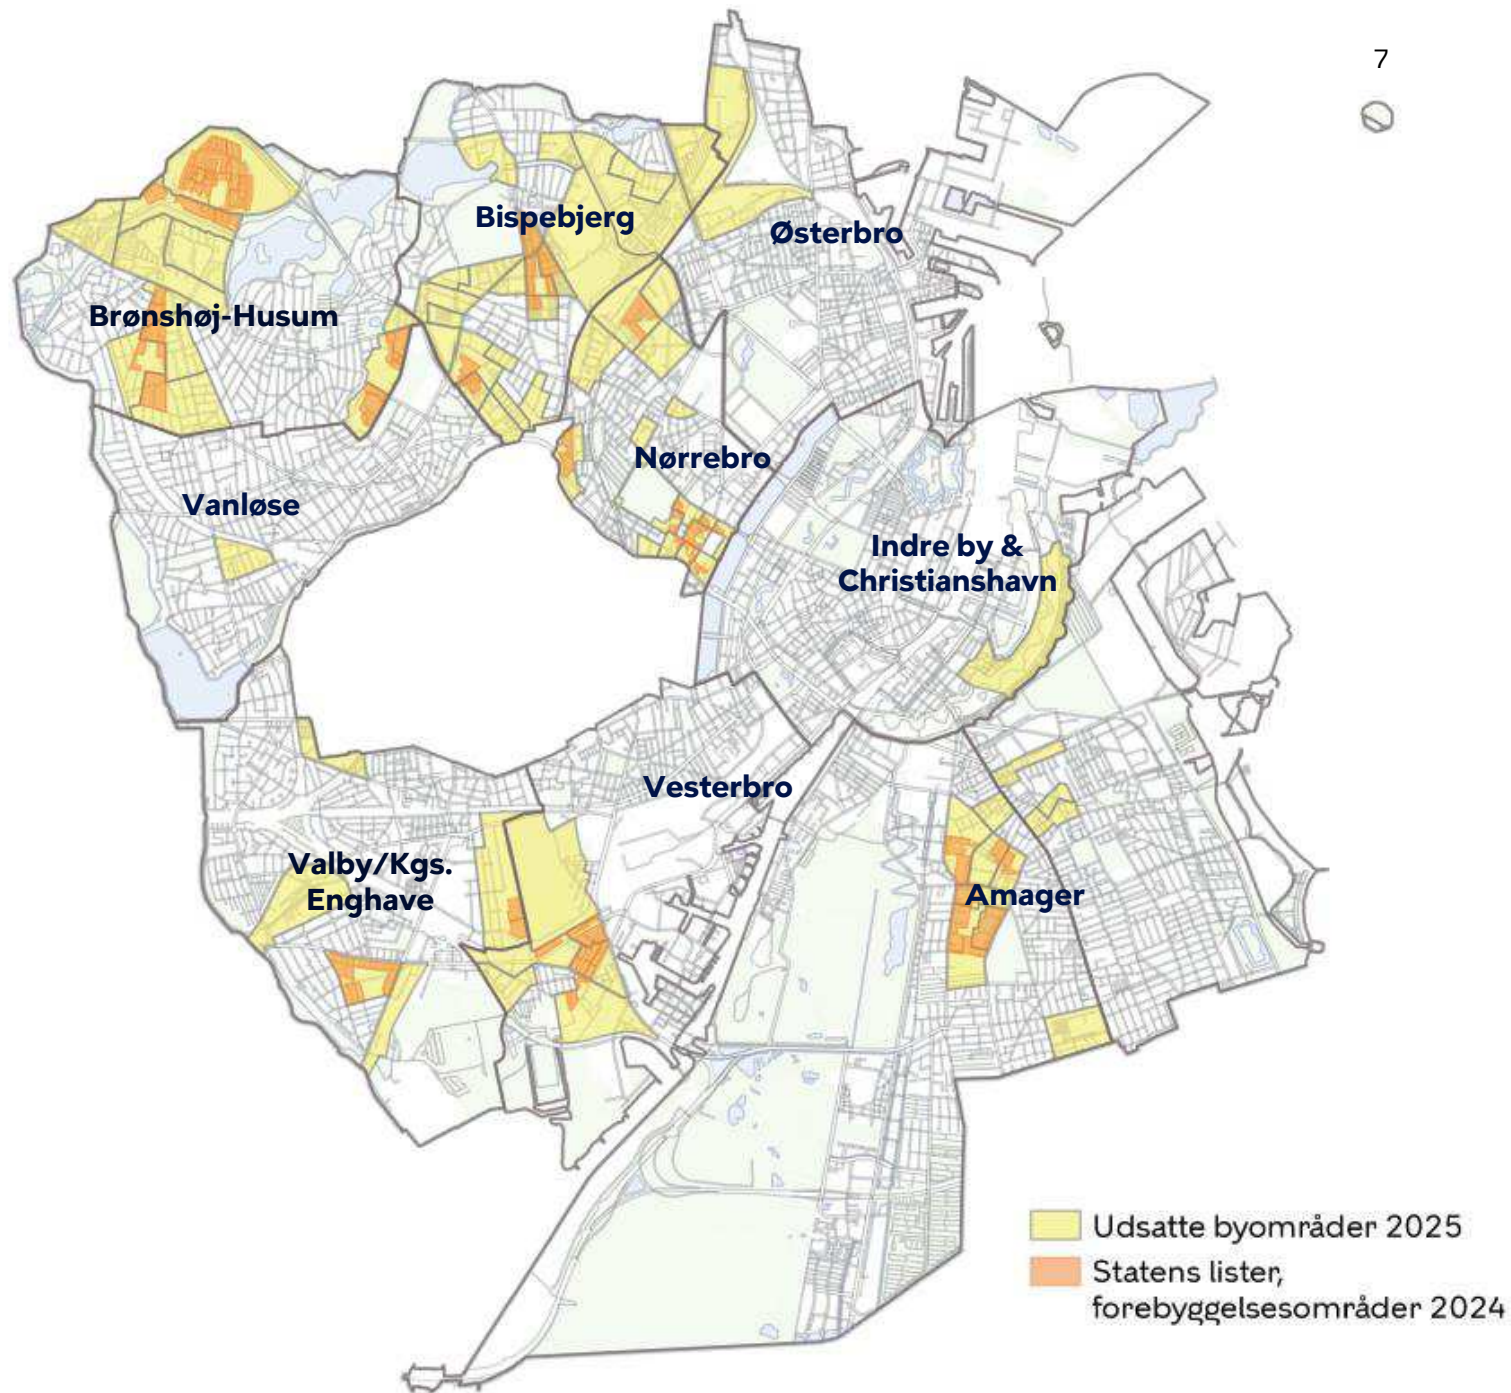 7
Bispebjerg
Østerbro
Brønshøj-Husum
Nørrebro
Vanløse
Indre by &
Christianshavn
Vesterbro
Valby/Kgs.
Enghave
Amager
Udsatte byområder 2025
Statens lister,
forebyggelsesområder 2024